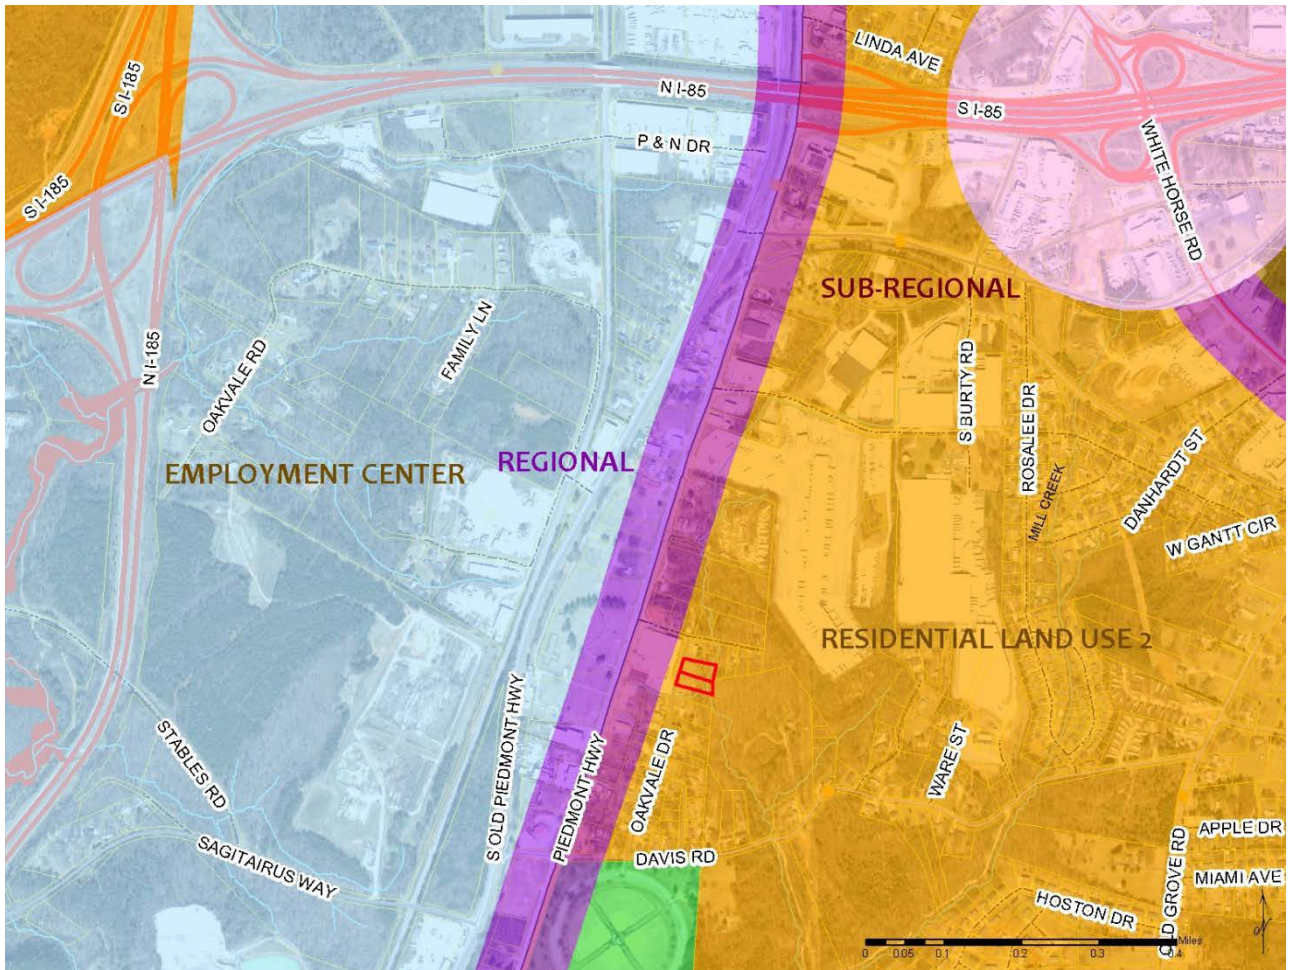 LINDA AVE
S I-185
N I-85
S I-85
P & N DR
WHITE HORSE RD
S I-185
SUB-REGIONAL
FAMILY LN
N I-185
OAKVALE RD
S BURTY RD
ROSALEE DR
REGIONAL
EMPLOYMENT CENTER
DANHARDT ST
MILL CREEK
W GANTT CIR
RESIDENTIAL LAND USE 2
STABLES RD
S OLD PIEDMONT HWY
PIEDMONT HWY
OAKVALE DR
WARE ST
SAGITAIRUS WAY
DAVIS RD
OLD GROVE RD
APPLE DR
MIAMI AVE
HOSTON DR
Miles
0 0.05 0.1 0.2 0.3 0.4
N